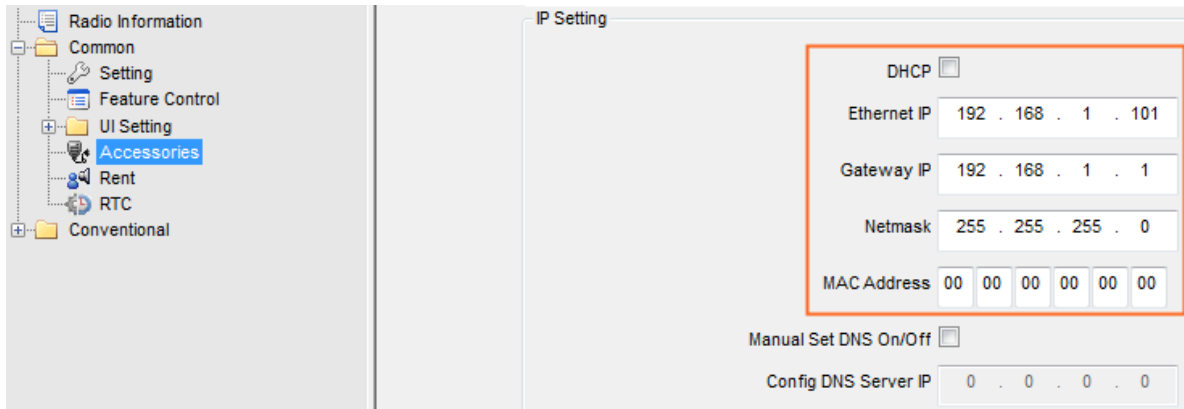 Radio Information
Common
Setting
Feature Control
UI Setting
Accessories
Rent
RTC
Conventional
IP Setting
DHCP
Ethernet IP 192 . 168 . 1 . 101
Gateway IP 192 . 168 . 1 . 1
Netmask 255 . 255 . 255 . 0
MAC Address 00 00 00 00 00 00
Manual Set DNS On/Off
Config DNS Server IP 0 . 0 . 0 . 0